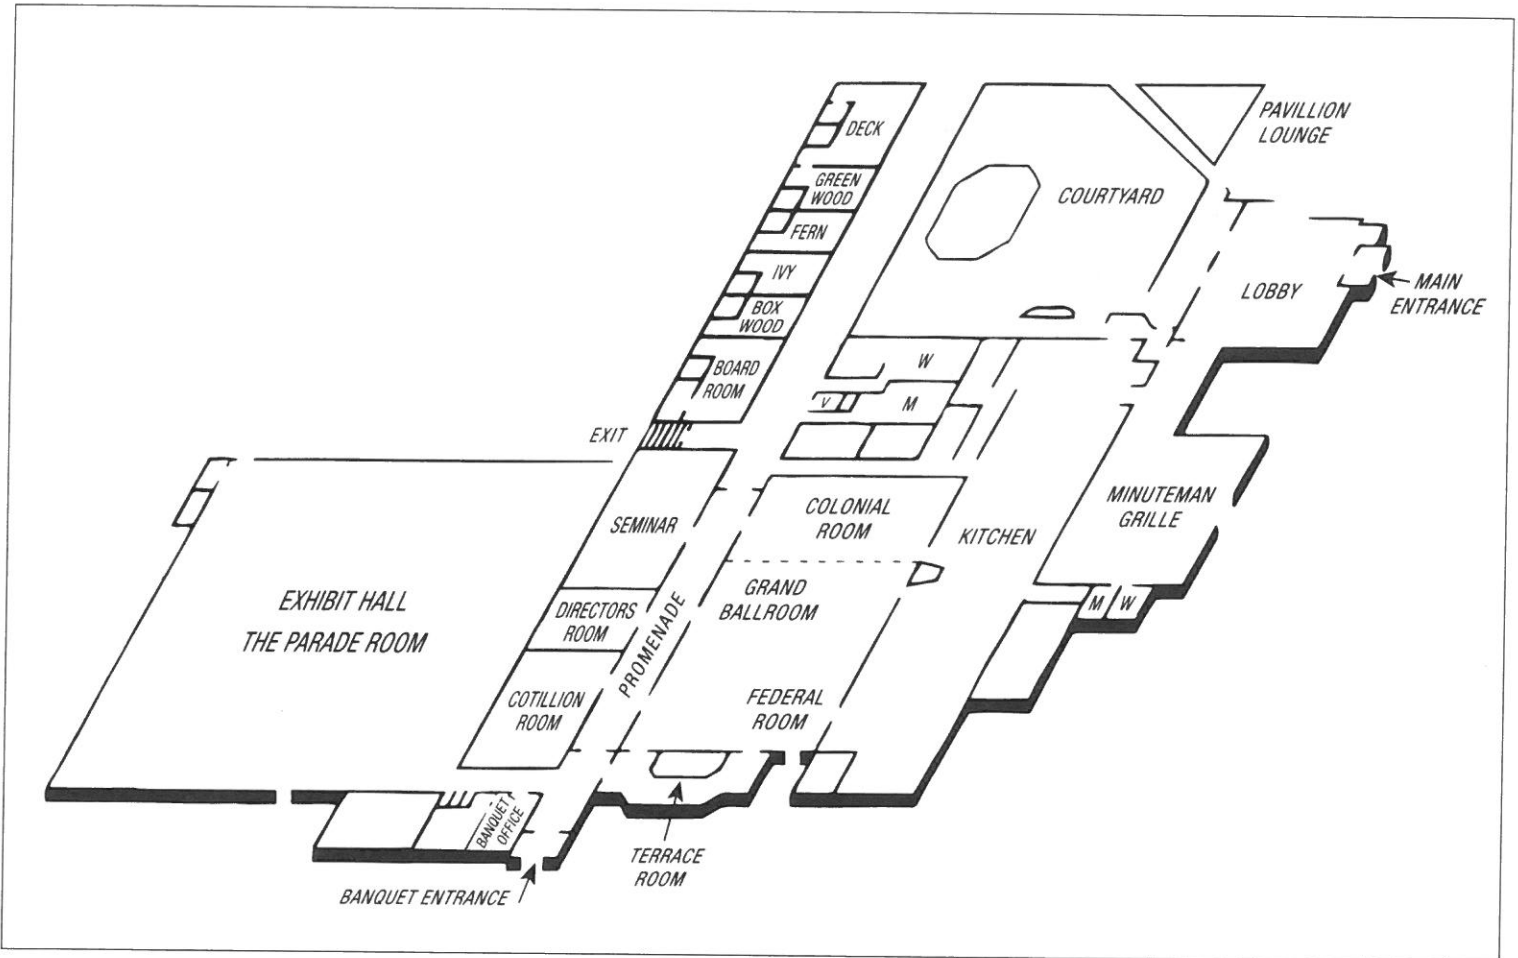 PAVILLION
LOUNGE
DECK
GREEN
WOOD
COURTYARD
FERN
IVY
LOBBY
MAIN
ENTRANCE
BOX
WOOD
BOARD
ROOM
W
V
M
EXIT
SEMINAR
COLONIAL
ROOM
MINUTEMAN
GRILLE
KITCHEN
EXHIBIT HALL
THE PARADE ROOM
DIRECTORS
ROOM
GRAND
BALLROOM
M
W
PROMENADE
COTILLION
ROOM
FEDERAL
ROOM
BANQUET
OFFICE
TERRACE
ROOM
BANQUET ENTRANCE